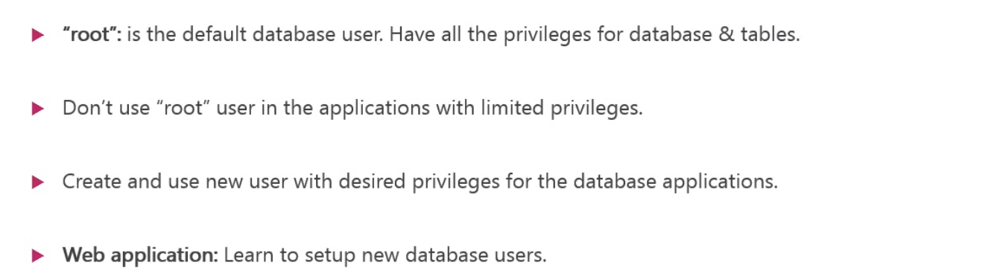 “root”: is the default database user. Have all the privileges for database & tables.
Don’t use “root” user in the applications with limited privileges.
Create and use new user with desired privileges for the database applications.
Web application: Learn to setup new database users.